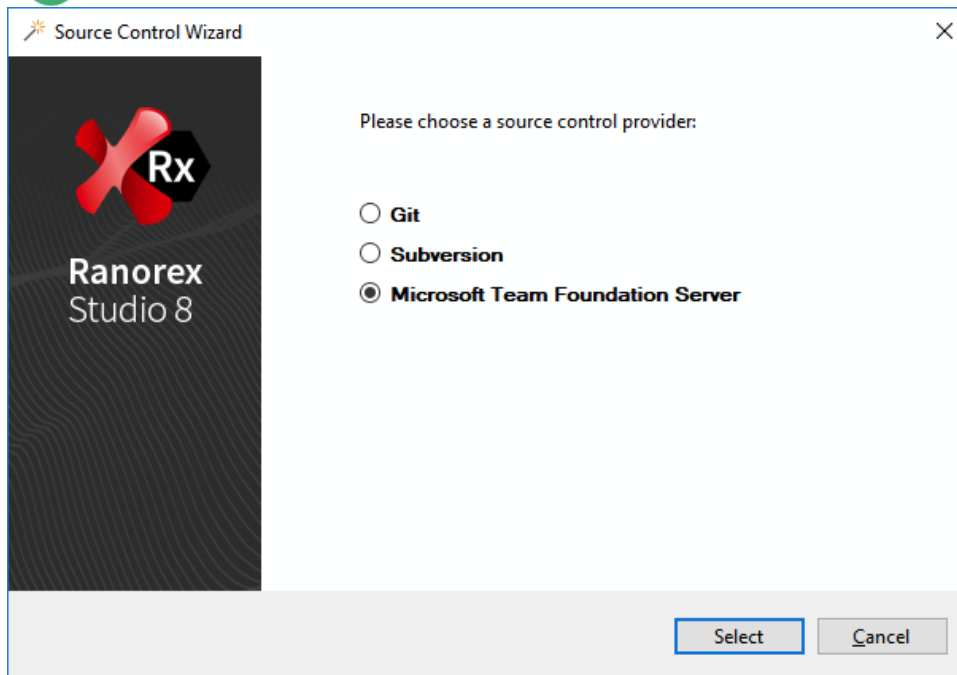 Source Control Wizard
Please choose a source control provider:
Rx
Git
Subversion
Ranorex
Studio 8
Microsoft Team Foundation Server
Select
Cancel